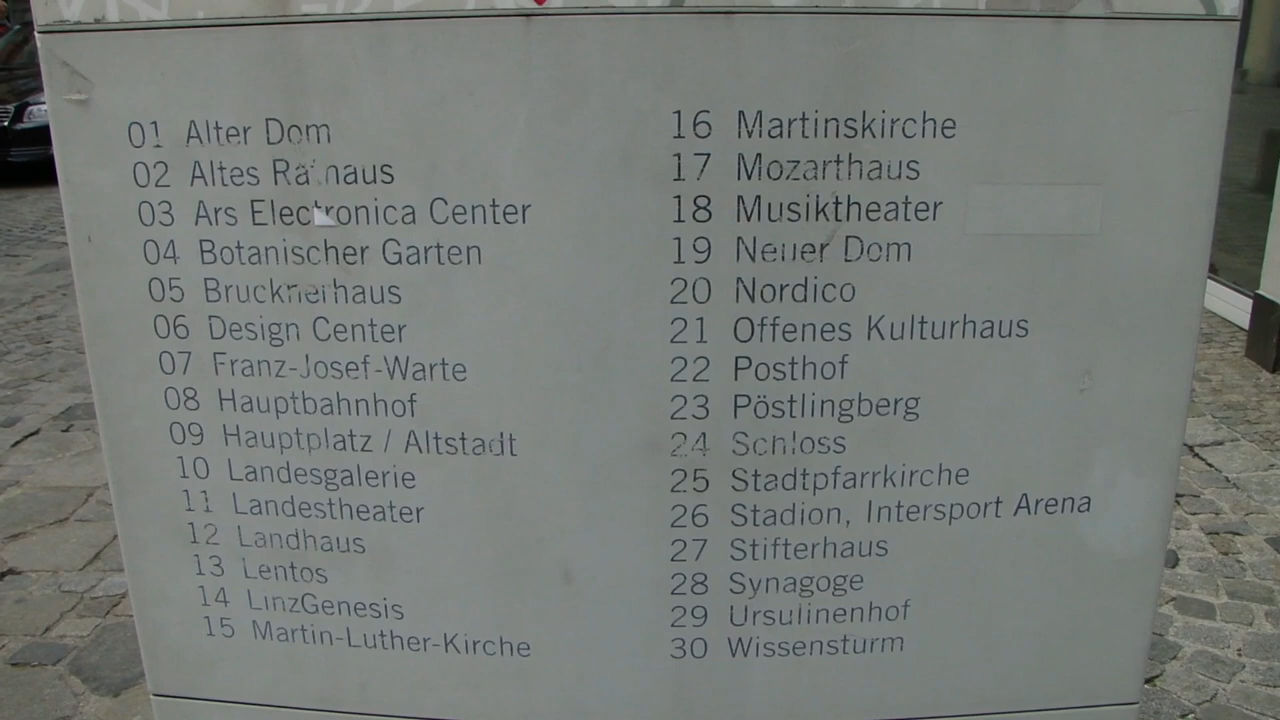 01 Alter Dom
02 Altes Rathaus
03 Ars Electronica Center
04 Botanischer Garten
05 Brucknerhaus
06 Design Center
07 Franz-Josef-Warte
08 Hauptbahnhof
09 Hauptplatz / Altstadt
10 Landesgalerie
11 Landestheater
12 Landhaus
13 Lentos
14 LinzGenesis
15 Martin-Luther-Kirche
16 Martinskirche
17 Mozarthaus
18 Musiktheater
19 Neuer Dom
20 Nordico
21 Offenes Kulturhaus
22 Posthof
23 Pöstlingberg
24 Schloss
25 Stadtpfarrkirche
26 Stadion, Intersport Arena
27 Stifterhaus
28 Synagoge
29 Ursulinenhof
30 Wissensturm